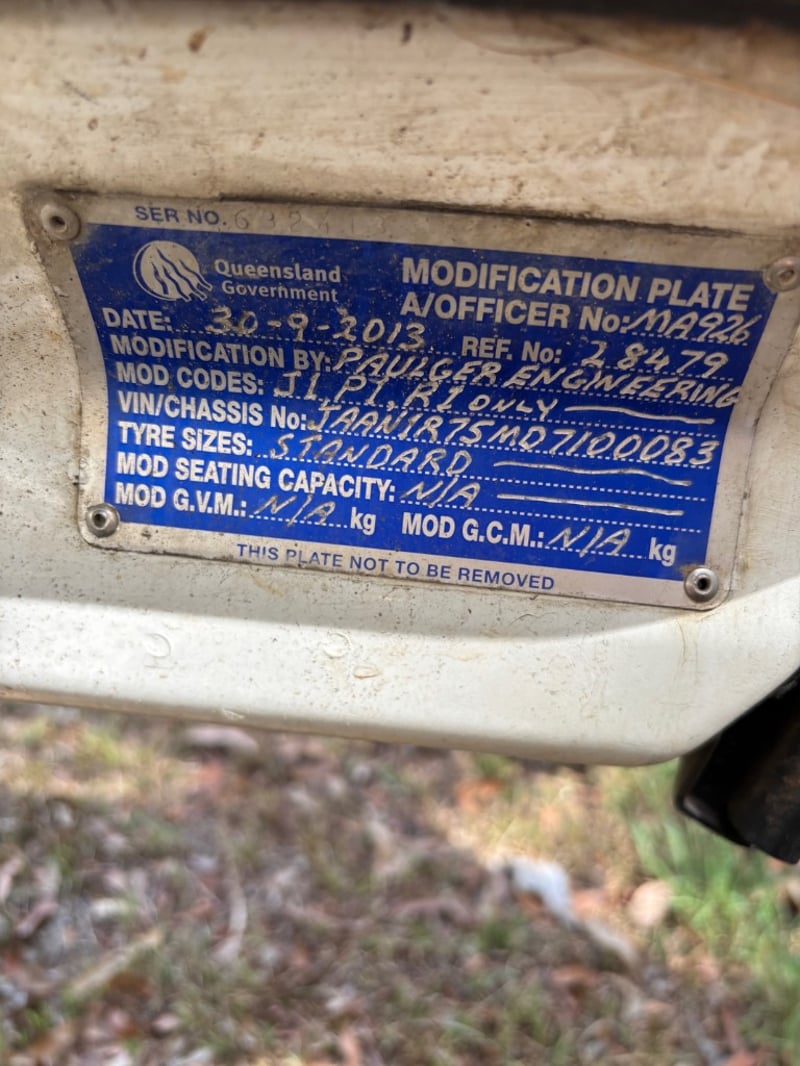 SER NO. 632413
Queensland
Government
MODIFICATION PLATE
A/OFFICER No: MA926
DATE: 30-9-2013 REF. No: 28479
MODIFICATION BY: PAULGER ENGINEERING
MOD CODES: J1, P1, R1 ONLY
VIN/CHASSIS No: JAAN1R75MD7100083
TYRE SIZES: STANDARD
MOD SEATING CAPACITY: N/A
MOD G.V.M.: N/A kg MOD G.C.M.: N/A kg
THIS PLATE NOT TO BE REMOVED